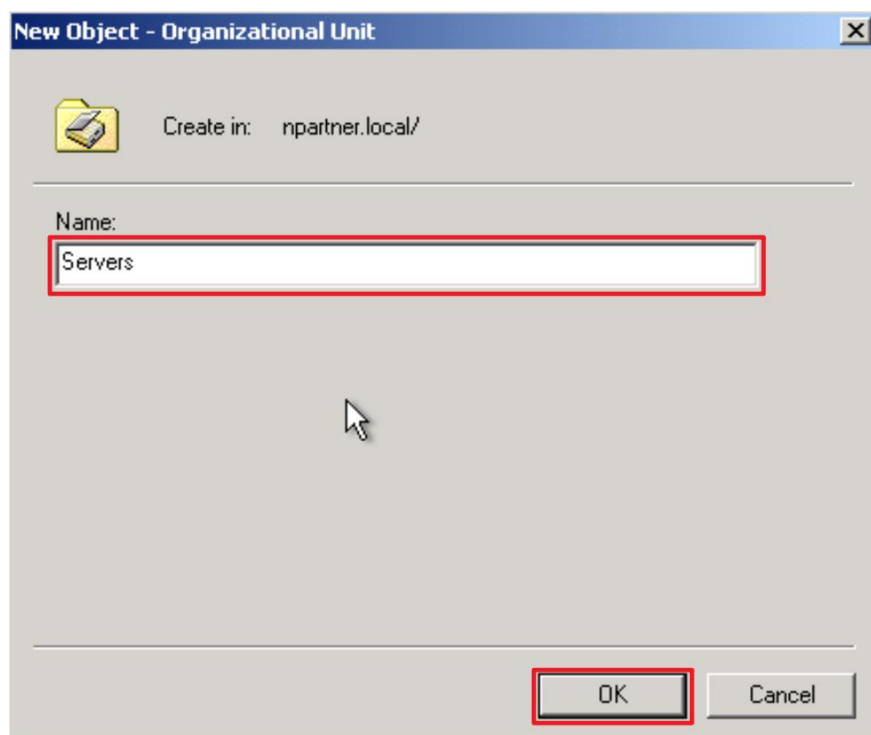 New Object - Organizational Unit
Create in: npartner.local/
Name:
Servers
OK Cancel